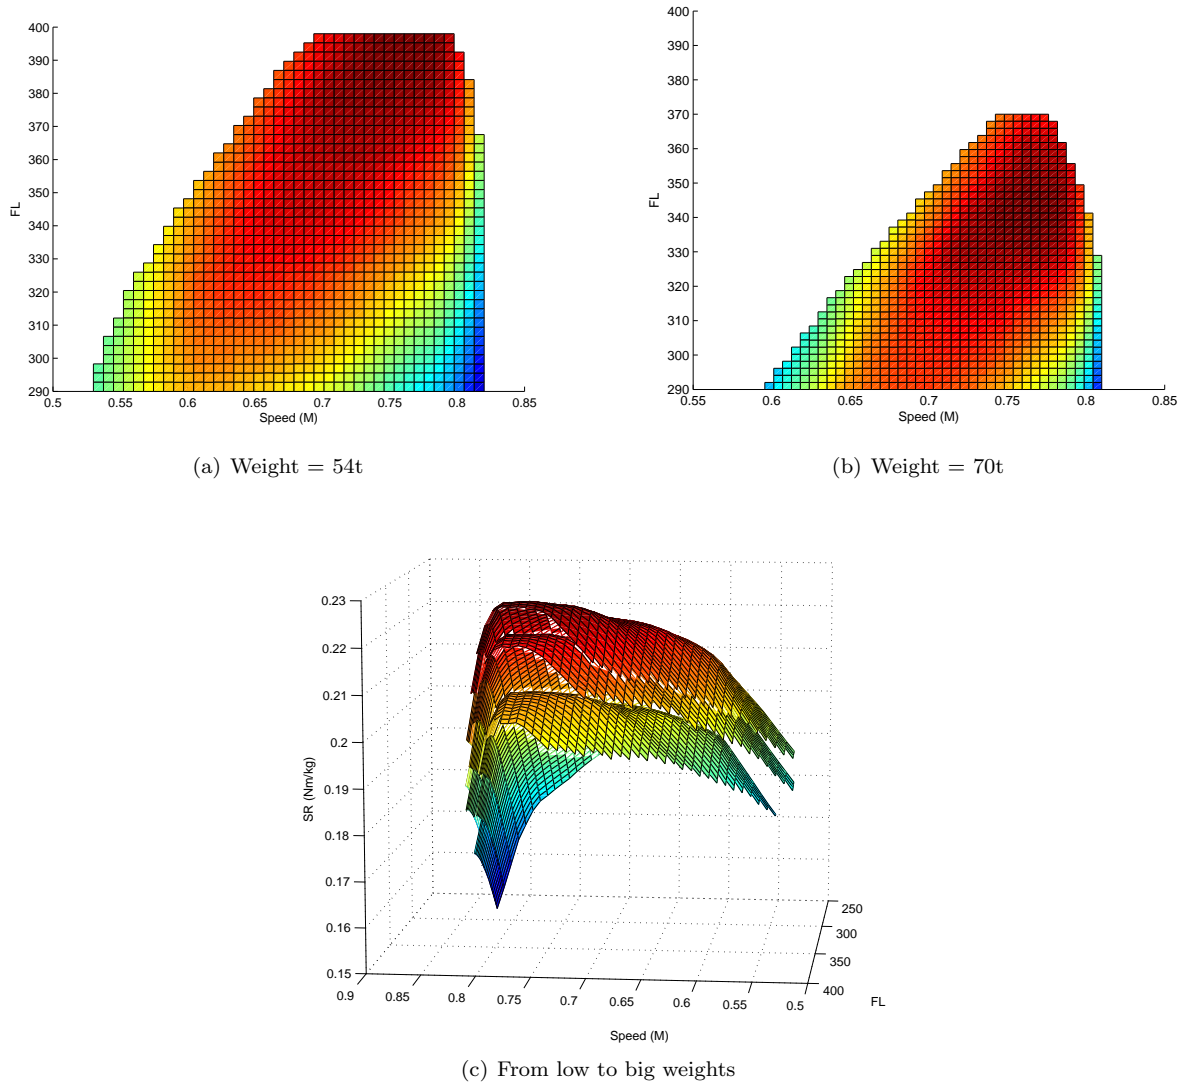 400
390
380
370
360
350
340
330
320
310
300
290
FL
0.5 0.55 0.6 0.65 0.7 0.75 0.8 0.85
Speed (M)
(a) Weight = 54t
400
390
380
370
360
350
340
330
320
310
300
290
FL
0.55 0.6 0.65 0.7 0.75 0.8 0.85
Speed (M)
(b) Weight = 70t
0.23
0.22
0.21
0.2
0.19
0.18
0.17
0.16
0.15
SR (Nm/kg)
0.9 0.85 0.8 0.75 0.7 0.65 0.6 0.55 0.5
Speed (M)
250
300
350
400
FL
(c) From low to big weights